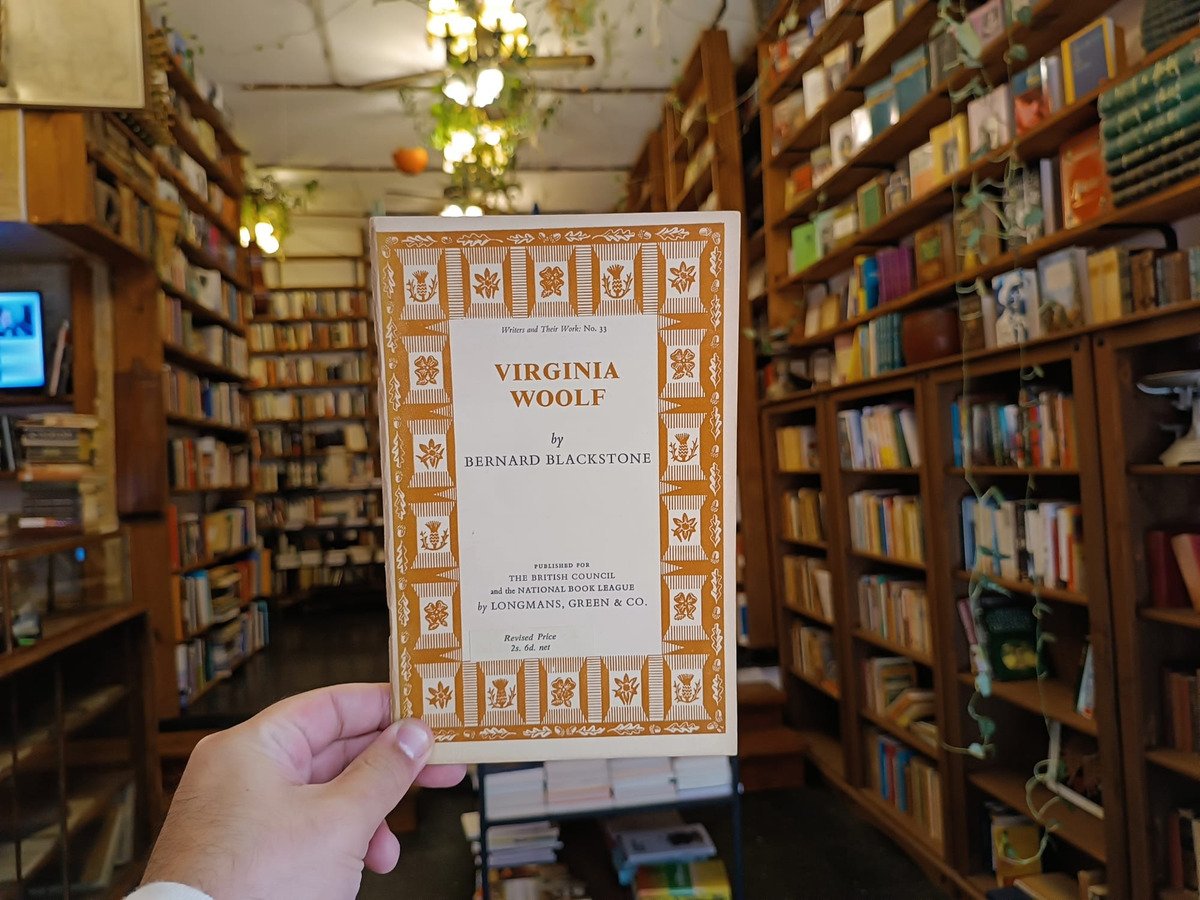 Writers and Their Work: No. 33
VIRGINIA
WOOLF
by
BERNARD BLACKSTONE
PUBLISHED FOR
THE BRITISH COUNCIL
and the NATIONAL BOOK LEAGUE
by LONGMANS, GREEN & CO.
Revised Price
2s. 6d. net